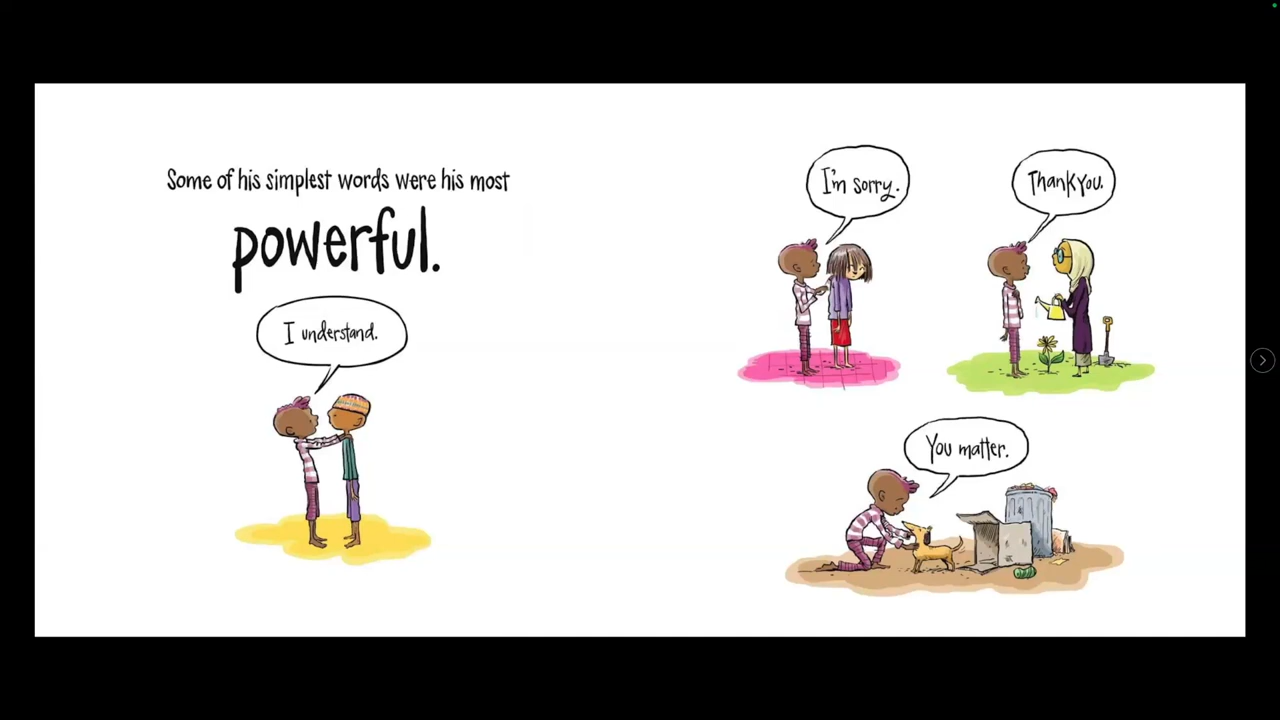 Some of his simplest words were his most
powerful.
I understand.
I'm sorry.
Thank you.
You matter.